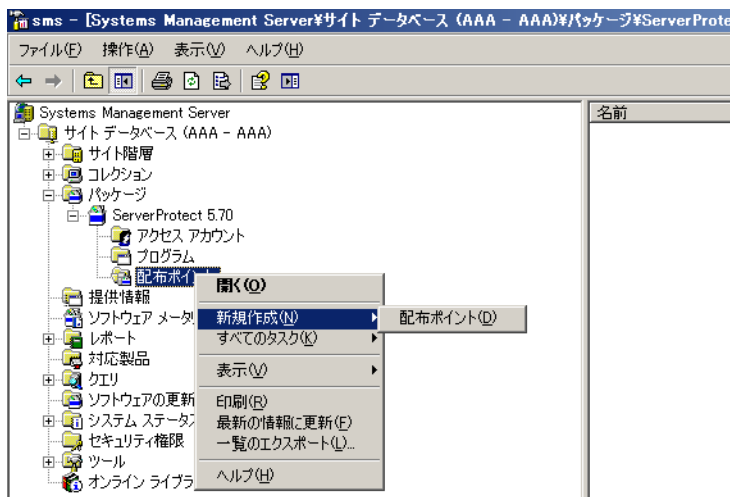 sms - [Systems Management Server¥サイト データベース (AAA - AAA)¥パッケージ¥ServerProte
ファイル(F) 操作(A) 表示(V) ヘルプ(H)
名前
Systems Management Server
サイト データベース (AAA - AAA)
サイト階層
コレクション
パッケージ
ServerProtect 5.70
アクセス アカウント
プログラム
配布ポイント
開く(O)
提供情報
ソフトウェア メータ
新規作成(N)
配布ポイント(D)
レポート
すべてのタスク(K)
対応製品
クエリ
表示(V)
ソフトウェアの更新
印刷(R)
システム ステータス
最新の情報に更新(F)
セキュリティ権限
一覧のエクスポート(L)...
ツール
オンライン ライブラ
ヘルプ(H)